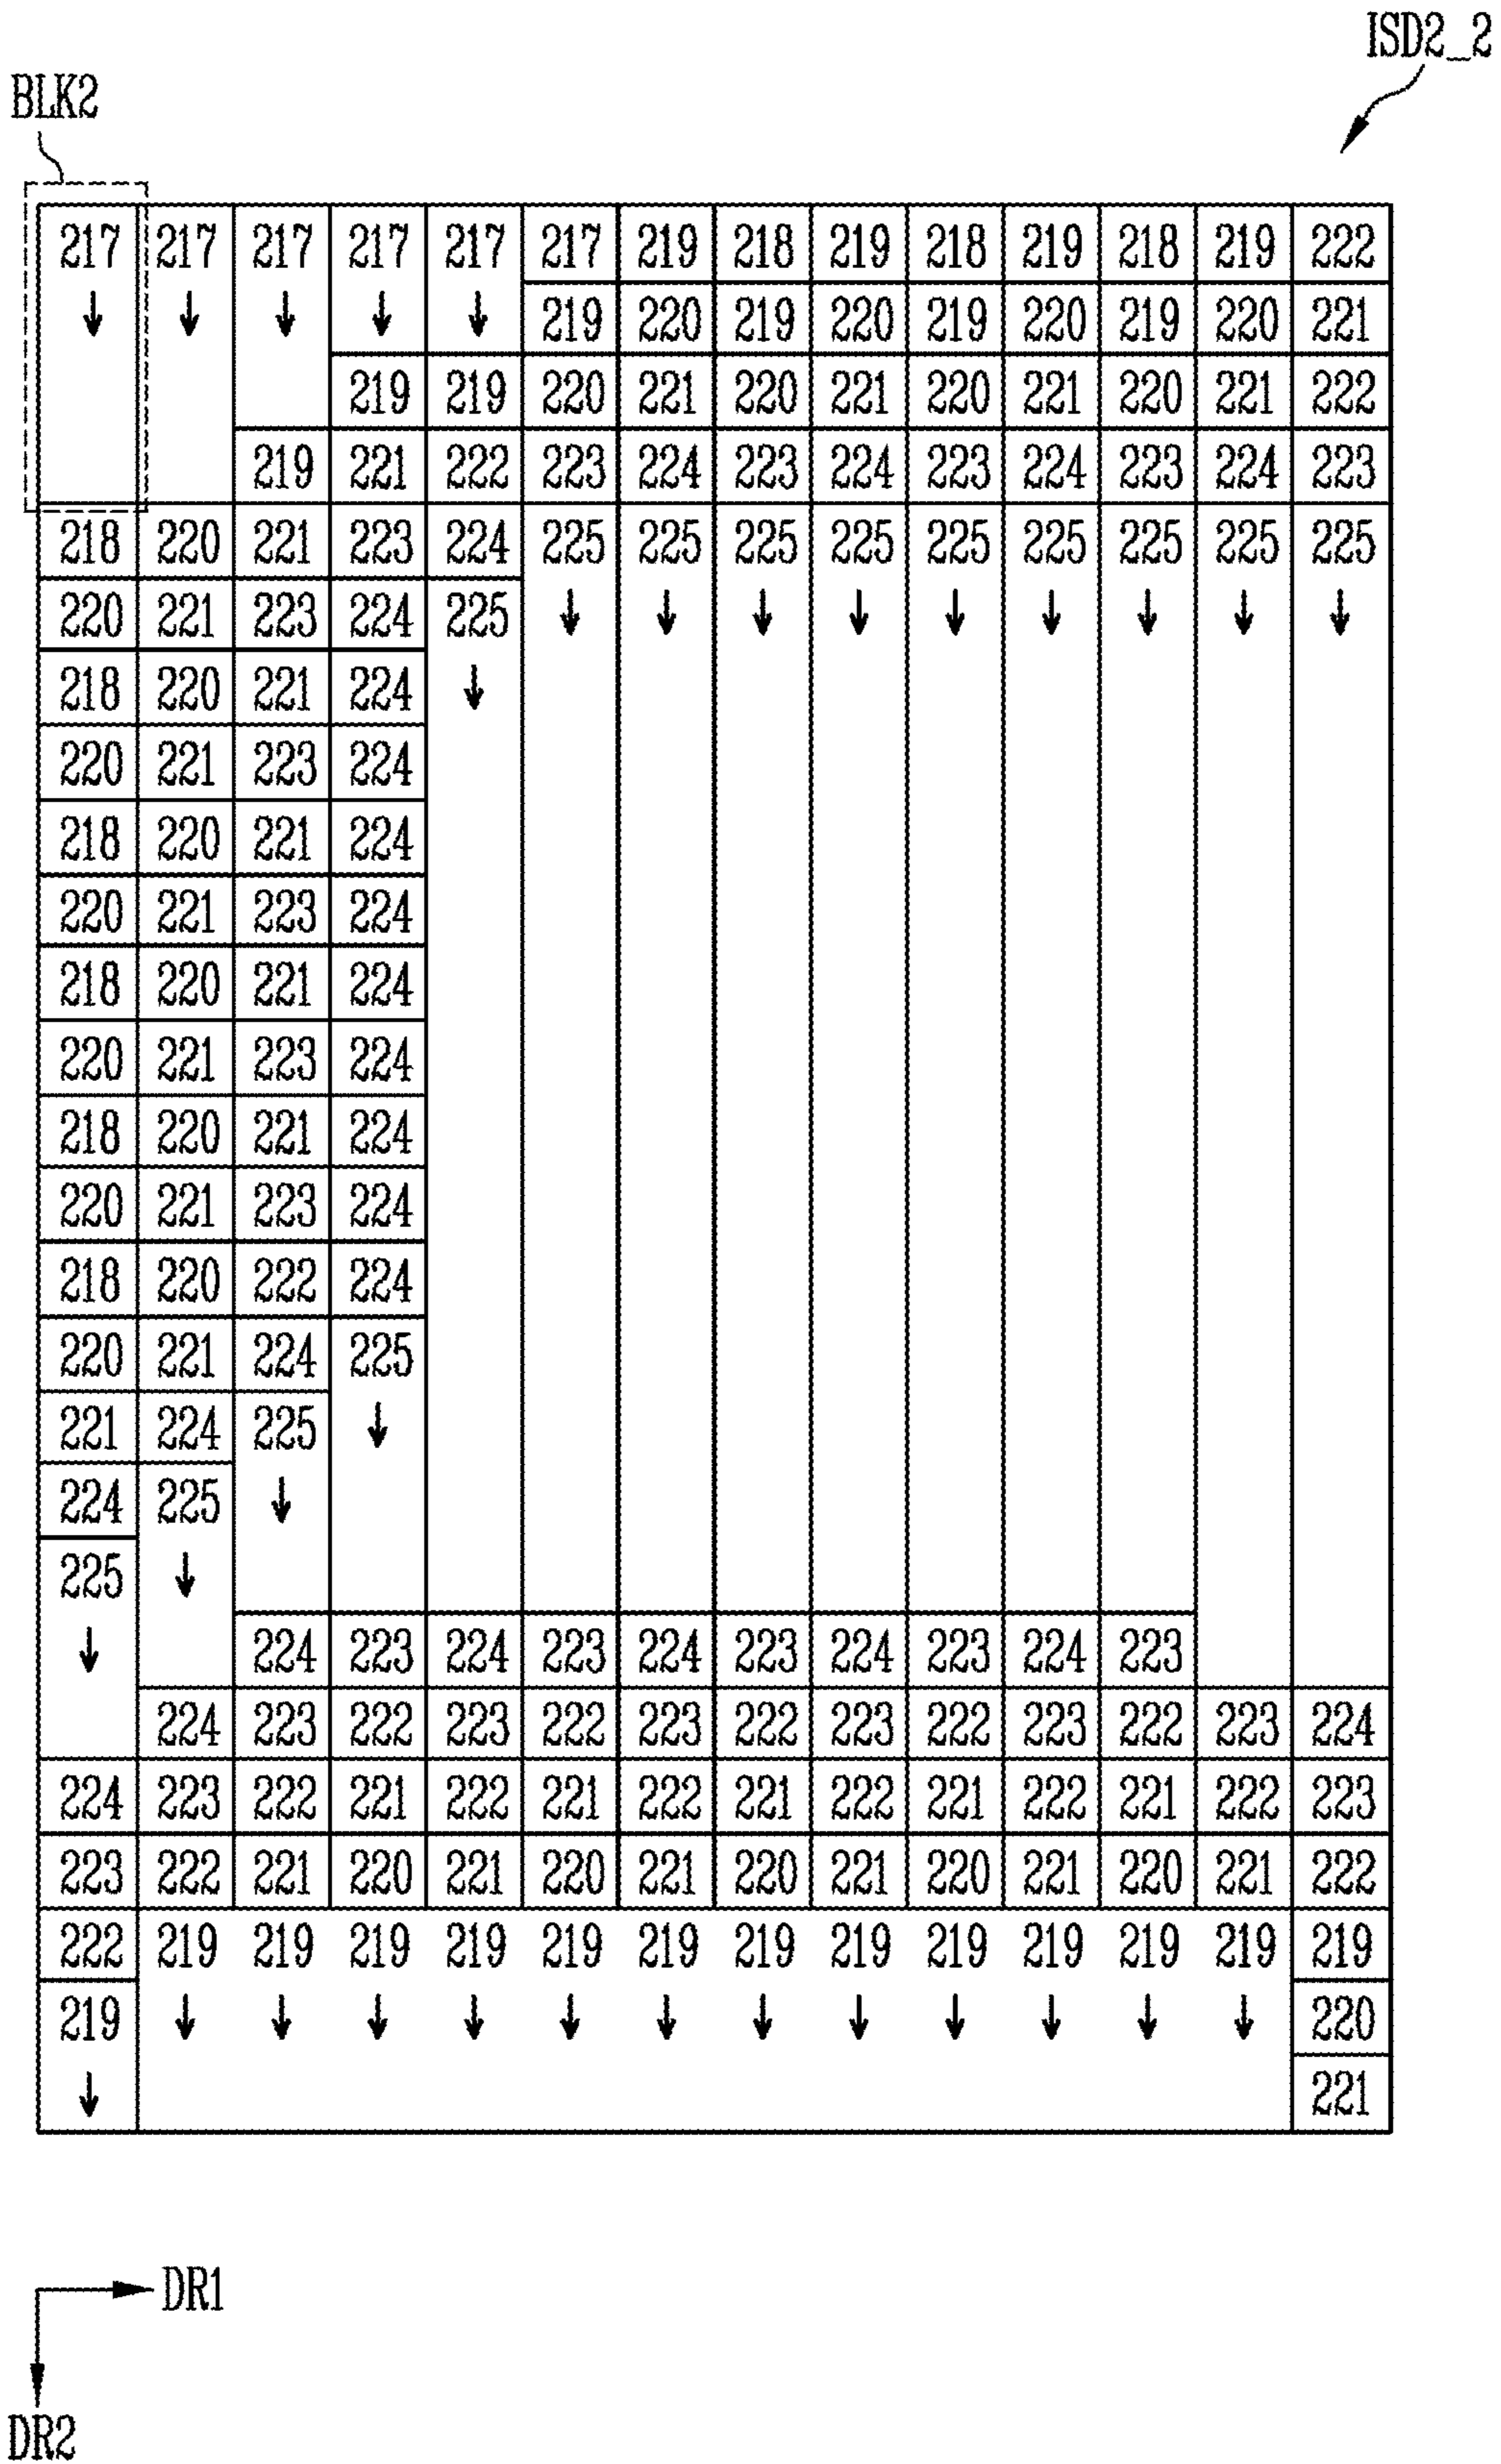 ISD2_2
BLK2
217 217 217 217 217 217 219 218 219 218 219 218 219 222
↓ ↓ ↓ ↓ ↓ 219 220 219 220 219 220 219 220 221
219 219 220 221 220 221 220 221 220 221 222
219 221 222 223 224 223 224 223 224 223 224 223
218 220 221 223 224 225 225 225 225 225 225 225 225 225
220 221 223 224 225 ↓ ↓ ↓ ↓ ↓ ↓ ↓ ↓ ↓
218 220 221 224 ↓
220 221 223 224
218 220 221 224
220 221 223 224
218 220 221 224
220 221 223 224
218 220 221 224
220 221 223 224
218 220 222 224
220 221 224 225
221 224 225 ↓
224 225 ↓
225 ↓
↓ 224 223 224 223 224 223 224 223 224 223
224 223 222 223 222 223 222 223 222 223 222 223 224
224 223 222 221 222 221 222 221 222 221 222 221 222 223
223 222 221 220 221 220 221 220 221 220 221 220 221 222
222 219 219 219 219 219 219 219 219 219 219 219 219 219
219 ↓ ↓ ↓ ↓ ↓ ↓ ↓ ↓ ↓ ↓ ↓ ↓ 220
↓ 221
DR1
DR2